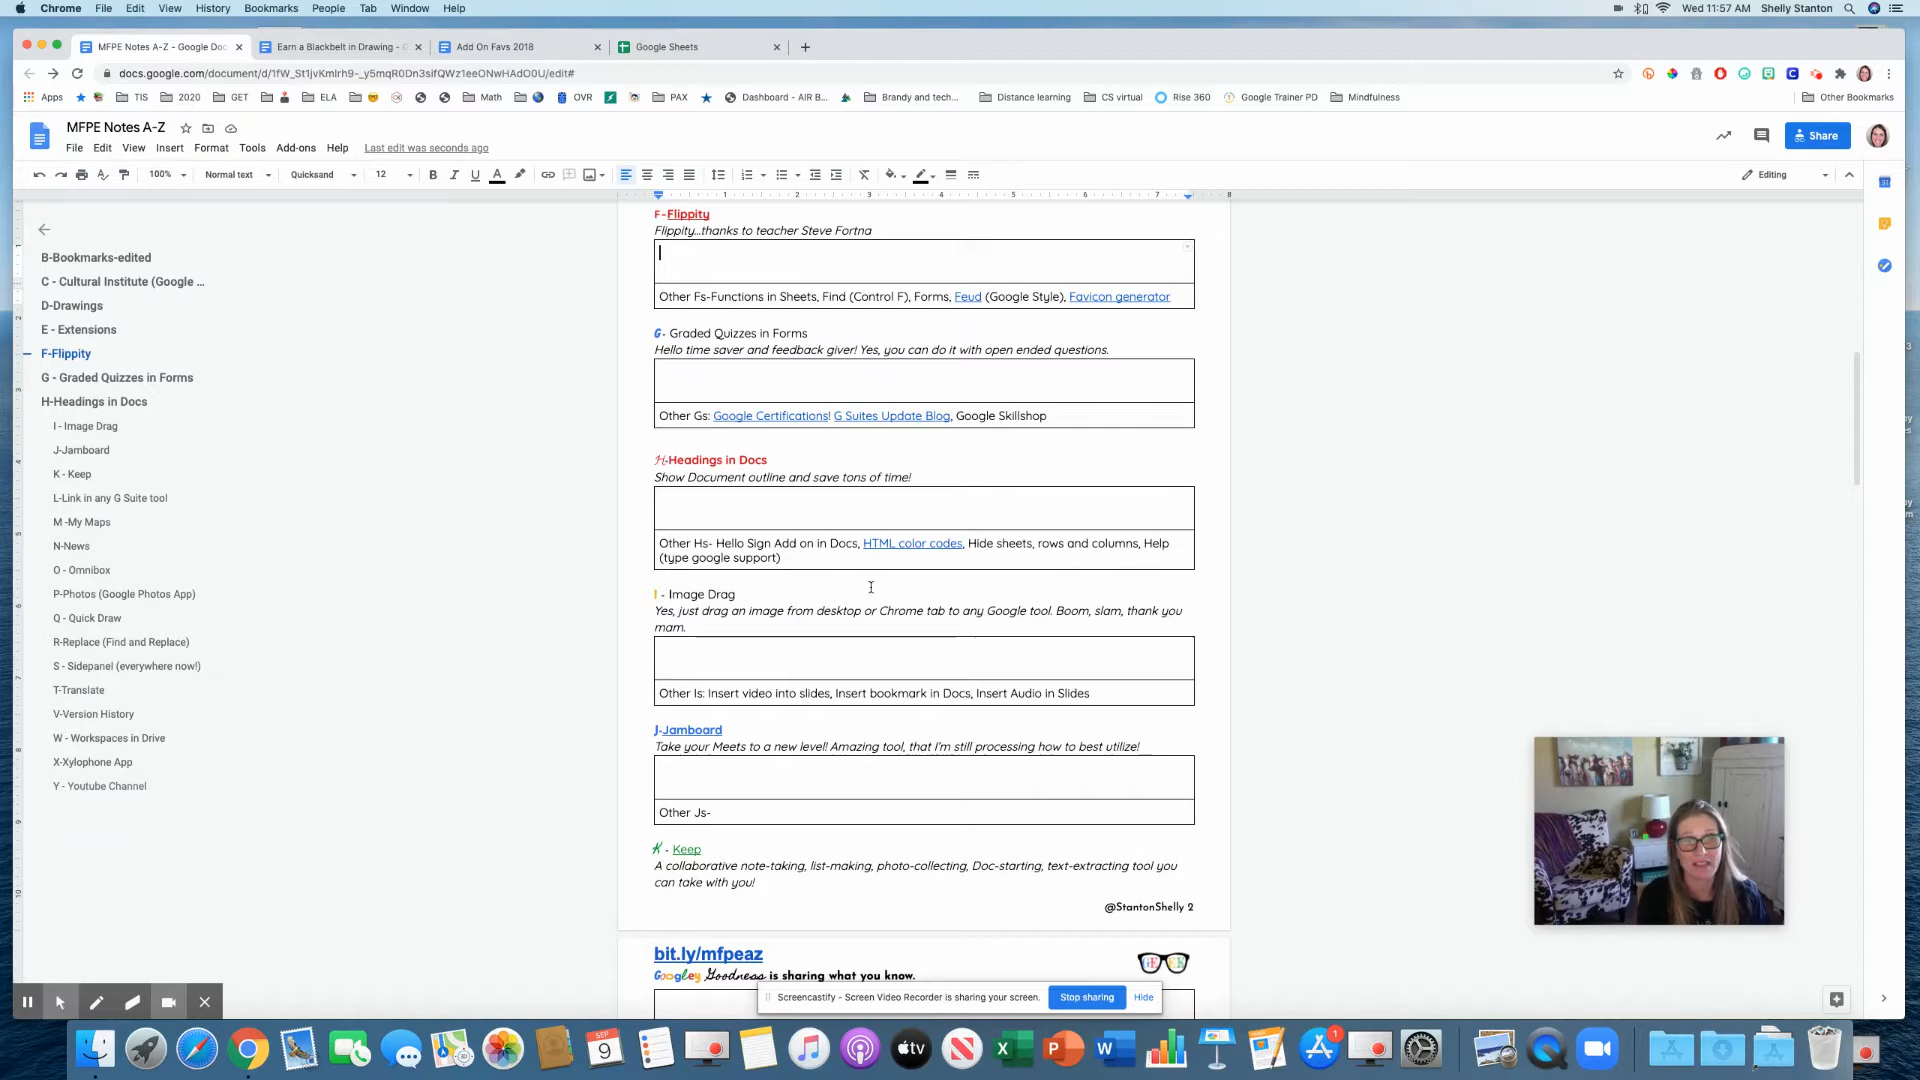 Chrome File Edit View History Bookmarks People Tab Window Help
Wed 11:57 AM Shelly Stanton
MFPE Notes A-Z - Google Doc
Earn a Blackbelt in Drawing - G
Add On Favs 2018
Google Sheets
docs.google.com/document/d/1fW_St1jvKmIrh9-_y5mqR0Dn3sifQWz1eeONwHAdO0U/edit#
Apps TIS 2020 GET ELA Math OVR PAX Dashboard - AIR B... Brandy and tech... Distance learning CS virtual Rise 360 Google Trainer PD Mindfulness Other Bookmarks
MFPE Notes A-Z
Share
File Edit View Insert Format Tools Add-ons Help Last edit was seconds ago
100% Normal text Quicksand 12 B I U A Editing
B-Bookmarks-edited
C - Cultural Institute (Google ...
D-Drawings
E - Extensions
F-Flippity
G - Graded Quizzes in Forms
H-Headings in Docs
I - Image Drag
J-Jamboard
K - Keep
L-Link in any G Suite tool
M -My Maps
N-News
O - Omnibox
P-Photos (Google Photos App)
Q - Quick Draw
R-Replace (Find and Replace)
S - Sidepanel (everywhere now!)
T-Translate
V-Version History
W - Workspaces in Drive
X-Xylophone App
Y - Youtube Channel
F-Flippity
Flippity...thanks to teacher Steve Fortna
Other Fs-Functions in Sheets, Find (Control F), Forms, Feud (Google Style), Favicon generator
G- Graded Quizzes in Forms
Hello time saver and feedback giver! Yes, you can do it with open ended questions.
Other Gs: Google Certifications! G Suites Update Blog, Google Skillshop
H-Headings in Docs
Show Document outline and save tons of time!
Other Hs- Hello Sign Add on in Docs, HTML color codes, Hide sheets, rows and columns, Help
(type google support)
I - Image Drag
Yes, just drag an image from desktop or Chrome tab to any Google tool. Boom, slam, thank you
mam.
Other Is: Insert video into slides, Insert bookmark in Docs, Insert Audio in Slides
J-Jamboard
Take your Meets to a new level! Amazing tool, that I'm still processing how to best utilize!
Other Js-
K - Keep
A collaborative note-taking, list-making, photo-collecting, Doc-starting, text-extracting tool you
can take with you!
@StantonShelly 2
bit.ly/mfpeaz
Googley Goodness is sharing what you know.
GEEK
Screencastify - Screen Video Recorder is sharing your screen. Stop sharing Hide
SEP
9
tv
X P W
1